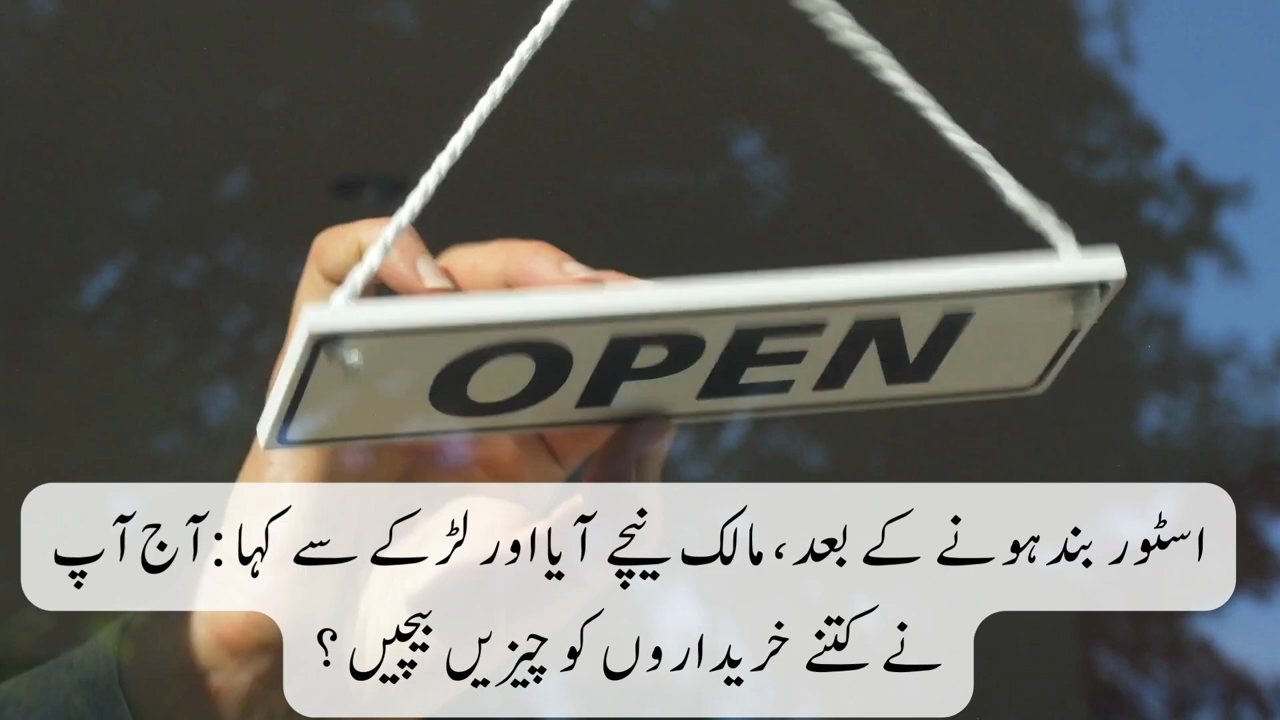 OPEN
اسٹور بند ہونے کے بعد، مالک نیچے آیا اور لڑکے سے کہا: آج آپ
نے کتنے خریداروں کو چیزیں بیچیں ؟